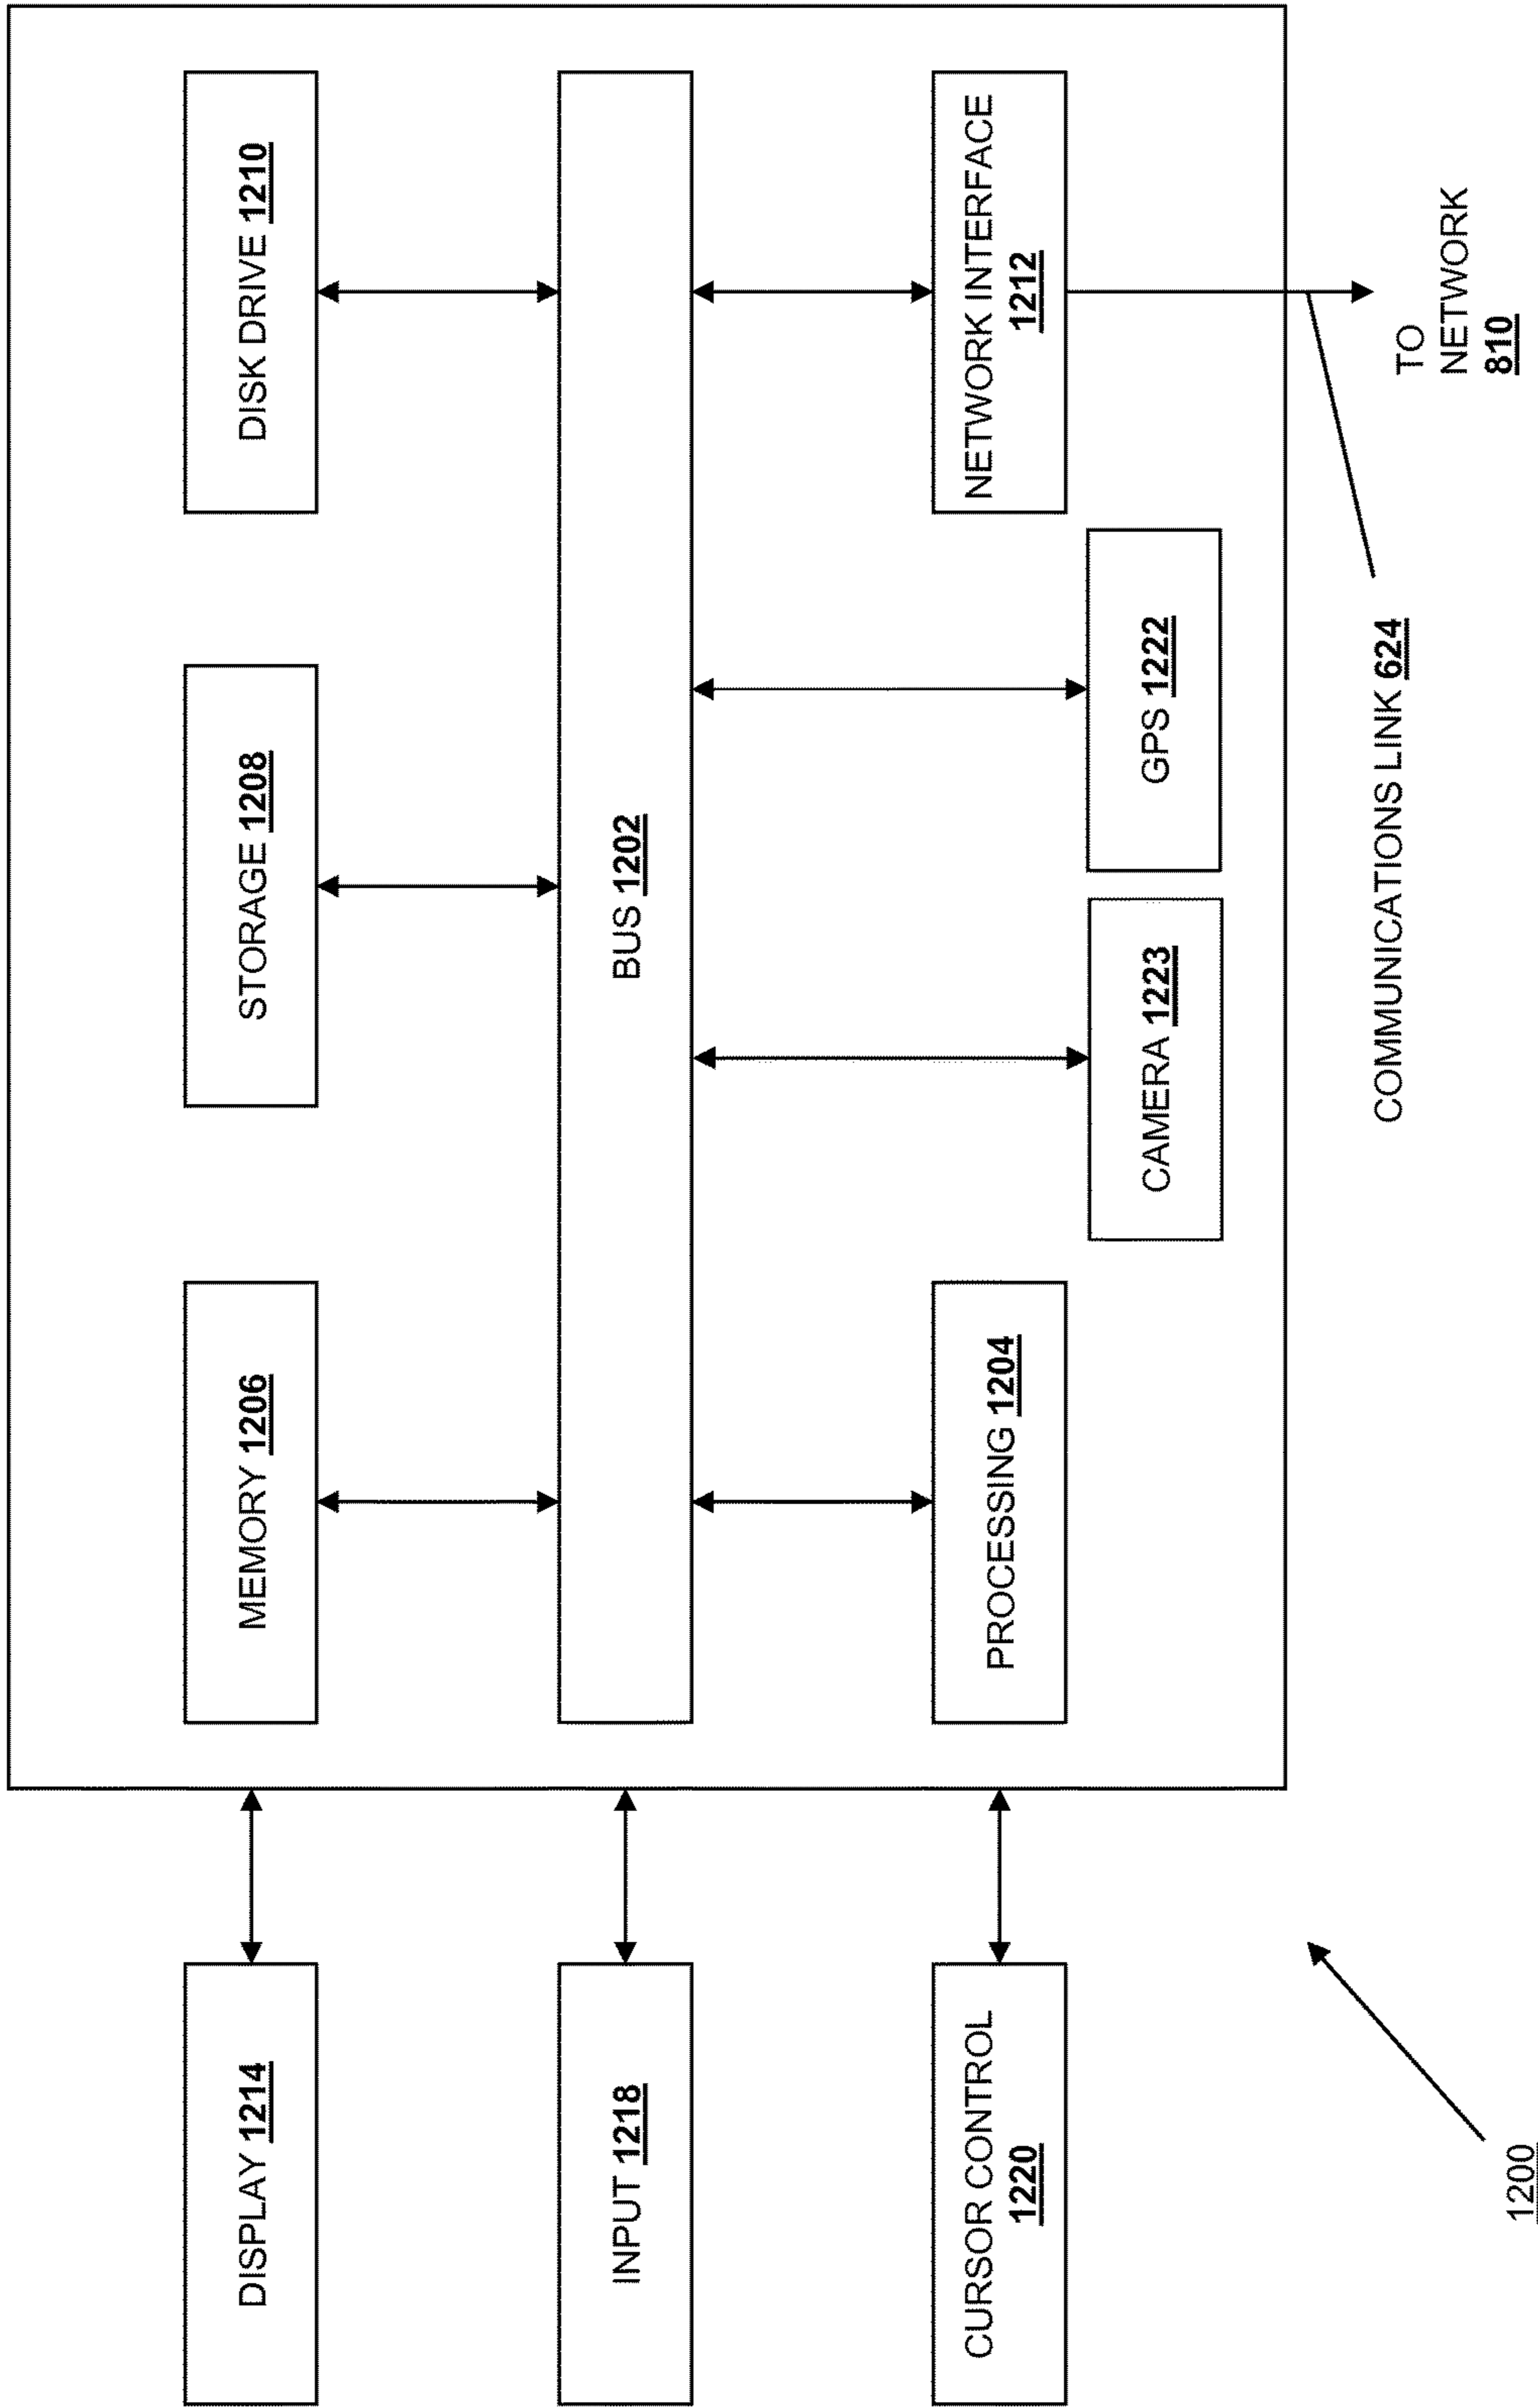 DISPLAY 1214
MEMORY 1206
STORAGE 1208
DISK DRIVE 1210
INPUT 1218
BUS 1202
CURSOR CONTROL
1220
PROCESSING 1204
NETWORK INTERFACE
1212
CAMERA 1223
GPS 1222
COMMUNICATIONS LINK 624
TO
NETWORK
810
1200